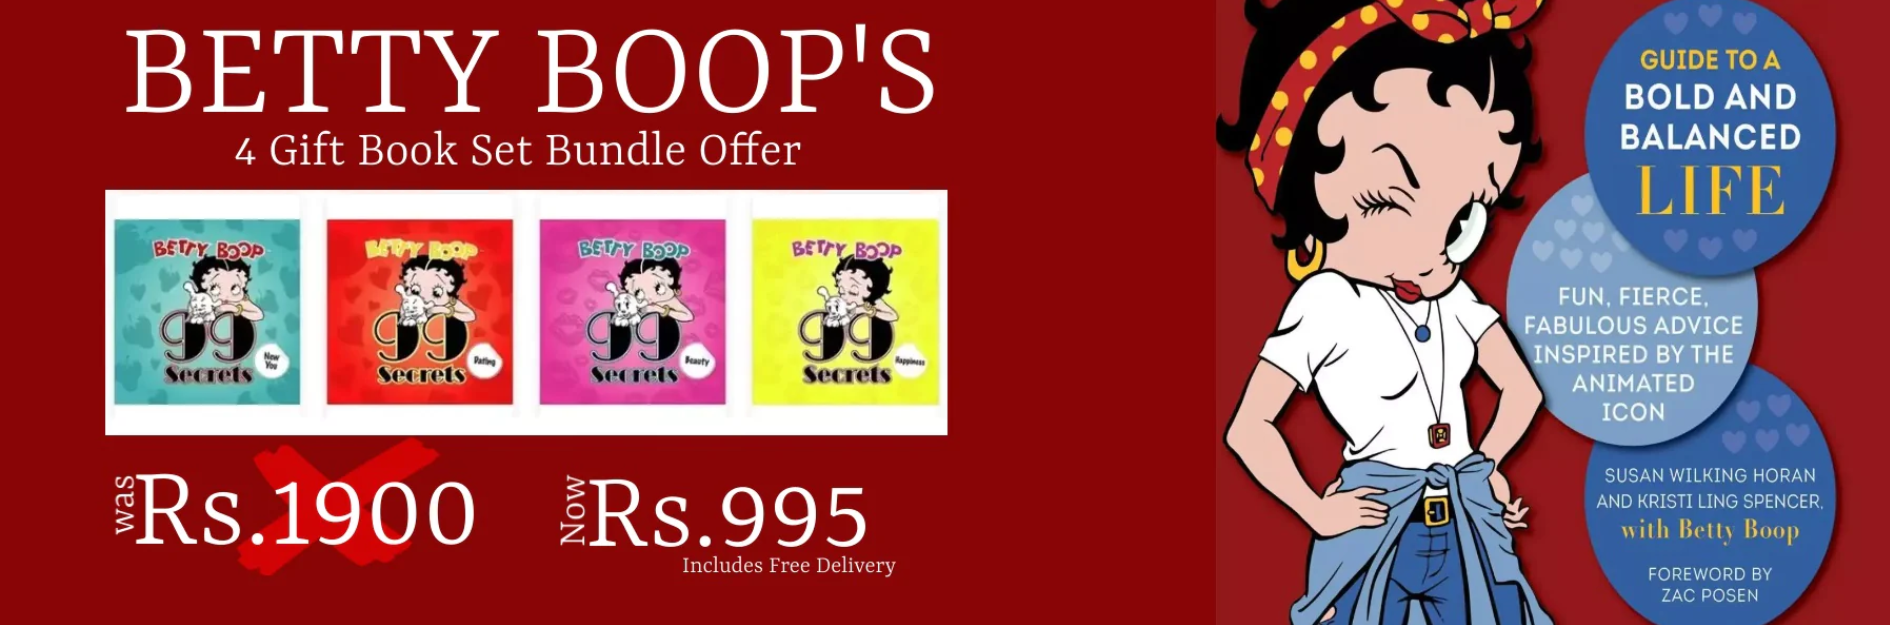 BETTY BOOP'S
4 Gift Book Set Bundle Offer
BETTY BOOP
99
Secrets
New
You
BETTY BOOP
99
Secrets
Dating
BETTY BOOP
99
Secrets
Beauty
BETTY BOOP
99
Secrets
Happiness
was
Rs.1900
Now
Rs.995
Includes Free Delivery
GUIDE TO A
BOLD AND
BALANCED
LIFE
FUN, FIERCE,
FABULOUS ADVICE
INSPIRED BY THE
ANIMATED
ICON
SUSAN WILKING HORAN
AND KRISTI LING SPENCER,
with Betty Boop
FOREWORD BY
ZAC POSEN